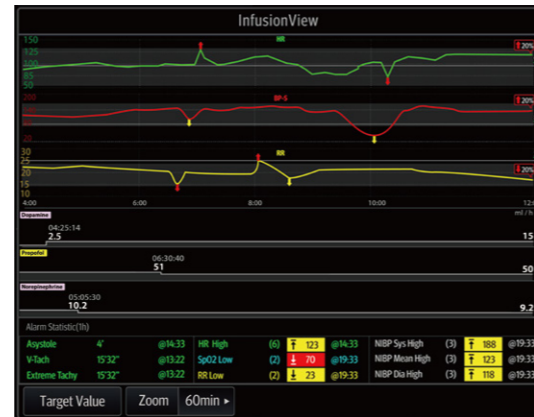 InfusionView
HR
150
125
100
85
50
20%
BP-S
200
20
20%
RR
30
25
20
15
10
20%
4:00 6:00 8:00 10:00 12:
ml / h
Dopamine
04:25:14
2.5 15
Propofol
06:30:40
51 50
Norepinephrine
05:05:30
10.2 9.2
Alarm Statistic(1h)
Asystole 4' @14:33 HR High (6) 123 @14:33 NIBP Sys High (3) 188 @19:33
V-Tach 15'32" @13:22 SpO2 Low (2) 70 @19:33 NIBP Mean High (3) 123 @19:33
Extreme Tachy 15'32" @13:22 RR Low (2) 23 @19:33 NIBP Dia High (3) 118 @19:33
Target Value Zoom 60min